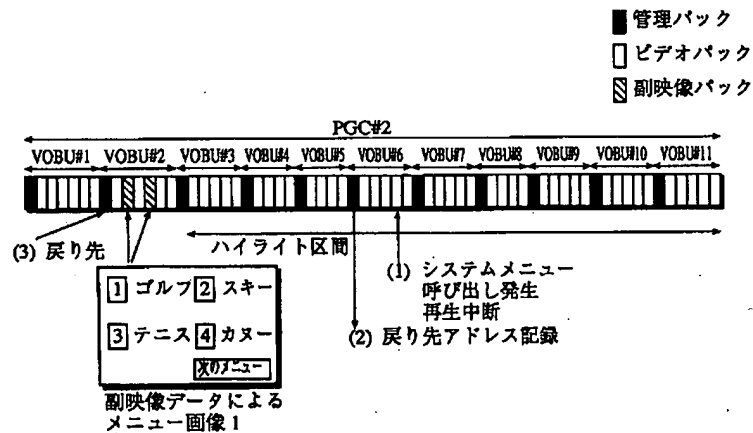 管理パック
ビデオパック
副映像パック
PGC#2
VOBU#1 VOBU#2 VOBU#3 VOBU#4 VOBU#5 VOBU#6 VOBU#7 VOBU#8 VOBU#9 VOBU#10 VOBU#11
(3) 戻り先
ハイライト区間
(1) システムメニュー
呼び出し発生
再生中断
(2) 戻り先アドレス記録
1 ゴルフ 2 スキー
3 テニス 4 カヌー
次のメニュー
副映像データによる
メニュー画像1